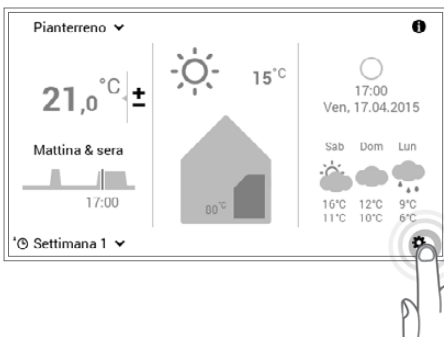 Pianterreno
21,0 °C ±
Mattina & sera
17:00
Settimana 1
15°C
00°C
17:00
Ven, 17.04.2015
Sab Dom Lun
16°C 12°C 9°C
11°C 10°C 6°C